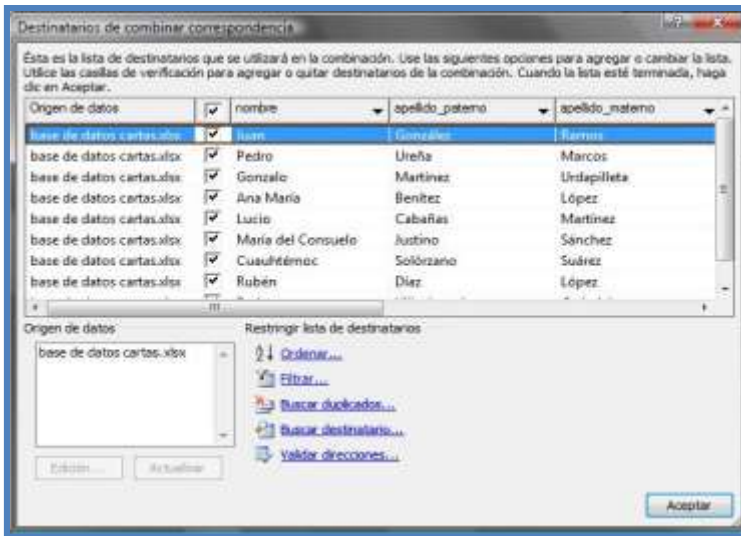 Destinatarios de combinar correspondencia
Ésta es la lista de destinatarios que se utilizará en la combinación. Use las siguientes opciones para agregar o cambiar la lista.
Utilice las casillas de verificación para agregar o quitar destinatarios de la combinación. Cuando la lista esté terminada, haga
clic en Aceptar.
Origen de datos nombre apellido_paterno apellido_materno
base de datos cartas.xlsx Juan González Ramos
base de datos cartas.xlsx Pedro Ureña Marcos
base de datos cartas.xlsx Gonzalo Martínez Urdapilleta
base de datos cartas.xlsx Ana María Benítez López
base de datos cartas.xlsx Lucio Cabañas Martínez
base de datos cartas.xlsx María del Consuelo Justino Sánchez
base de datos cartas.xlsx Cuauhtémoc Solórzano Suárez
base de datos cartas.xlsx Rubén Díaz López
Origen de datos Restringir lista de destinatarios
base de datos cartas.xlsx
Ordenar...
Filtrar...
Buscar duplicados...
Buscar destinatario...
Validar direcciones...
Edición... Actualizar
Aceptar